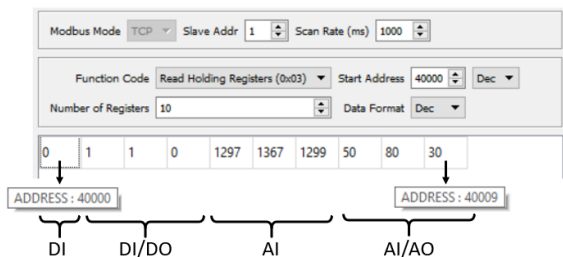 Modbus Mode TCP Slave Addr 1 Scan Rate (ms) 1000
Function Code Read Holding Registers (0x03) Start Address 40000 Dec
Number of Registers 10 Data Format Dec
0 1 1 0 1297 1367 1299 50 80 30
ADDRESS : 40000 ADDRESS : 40009
DI DI/DO AI AI/AO